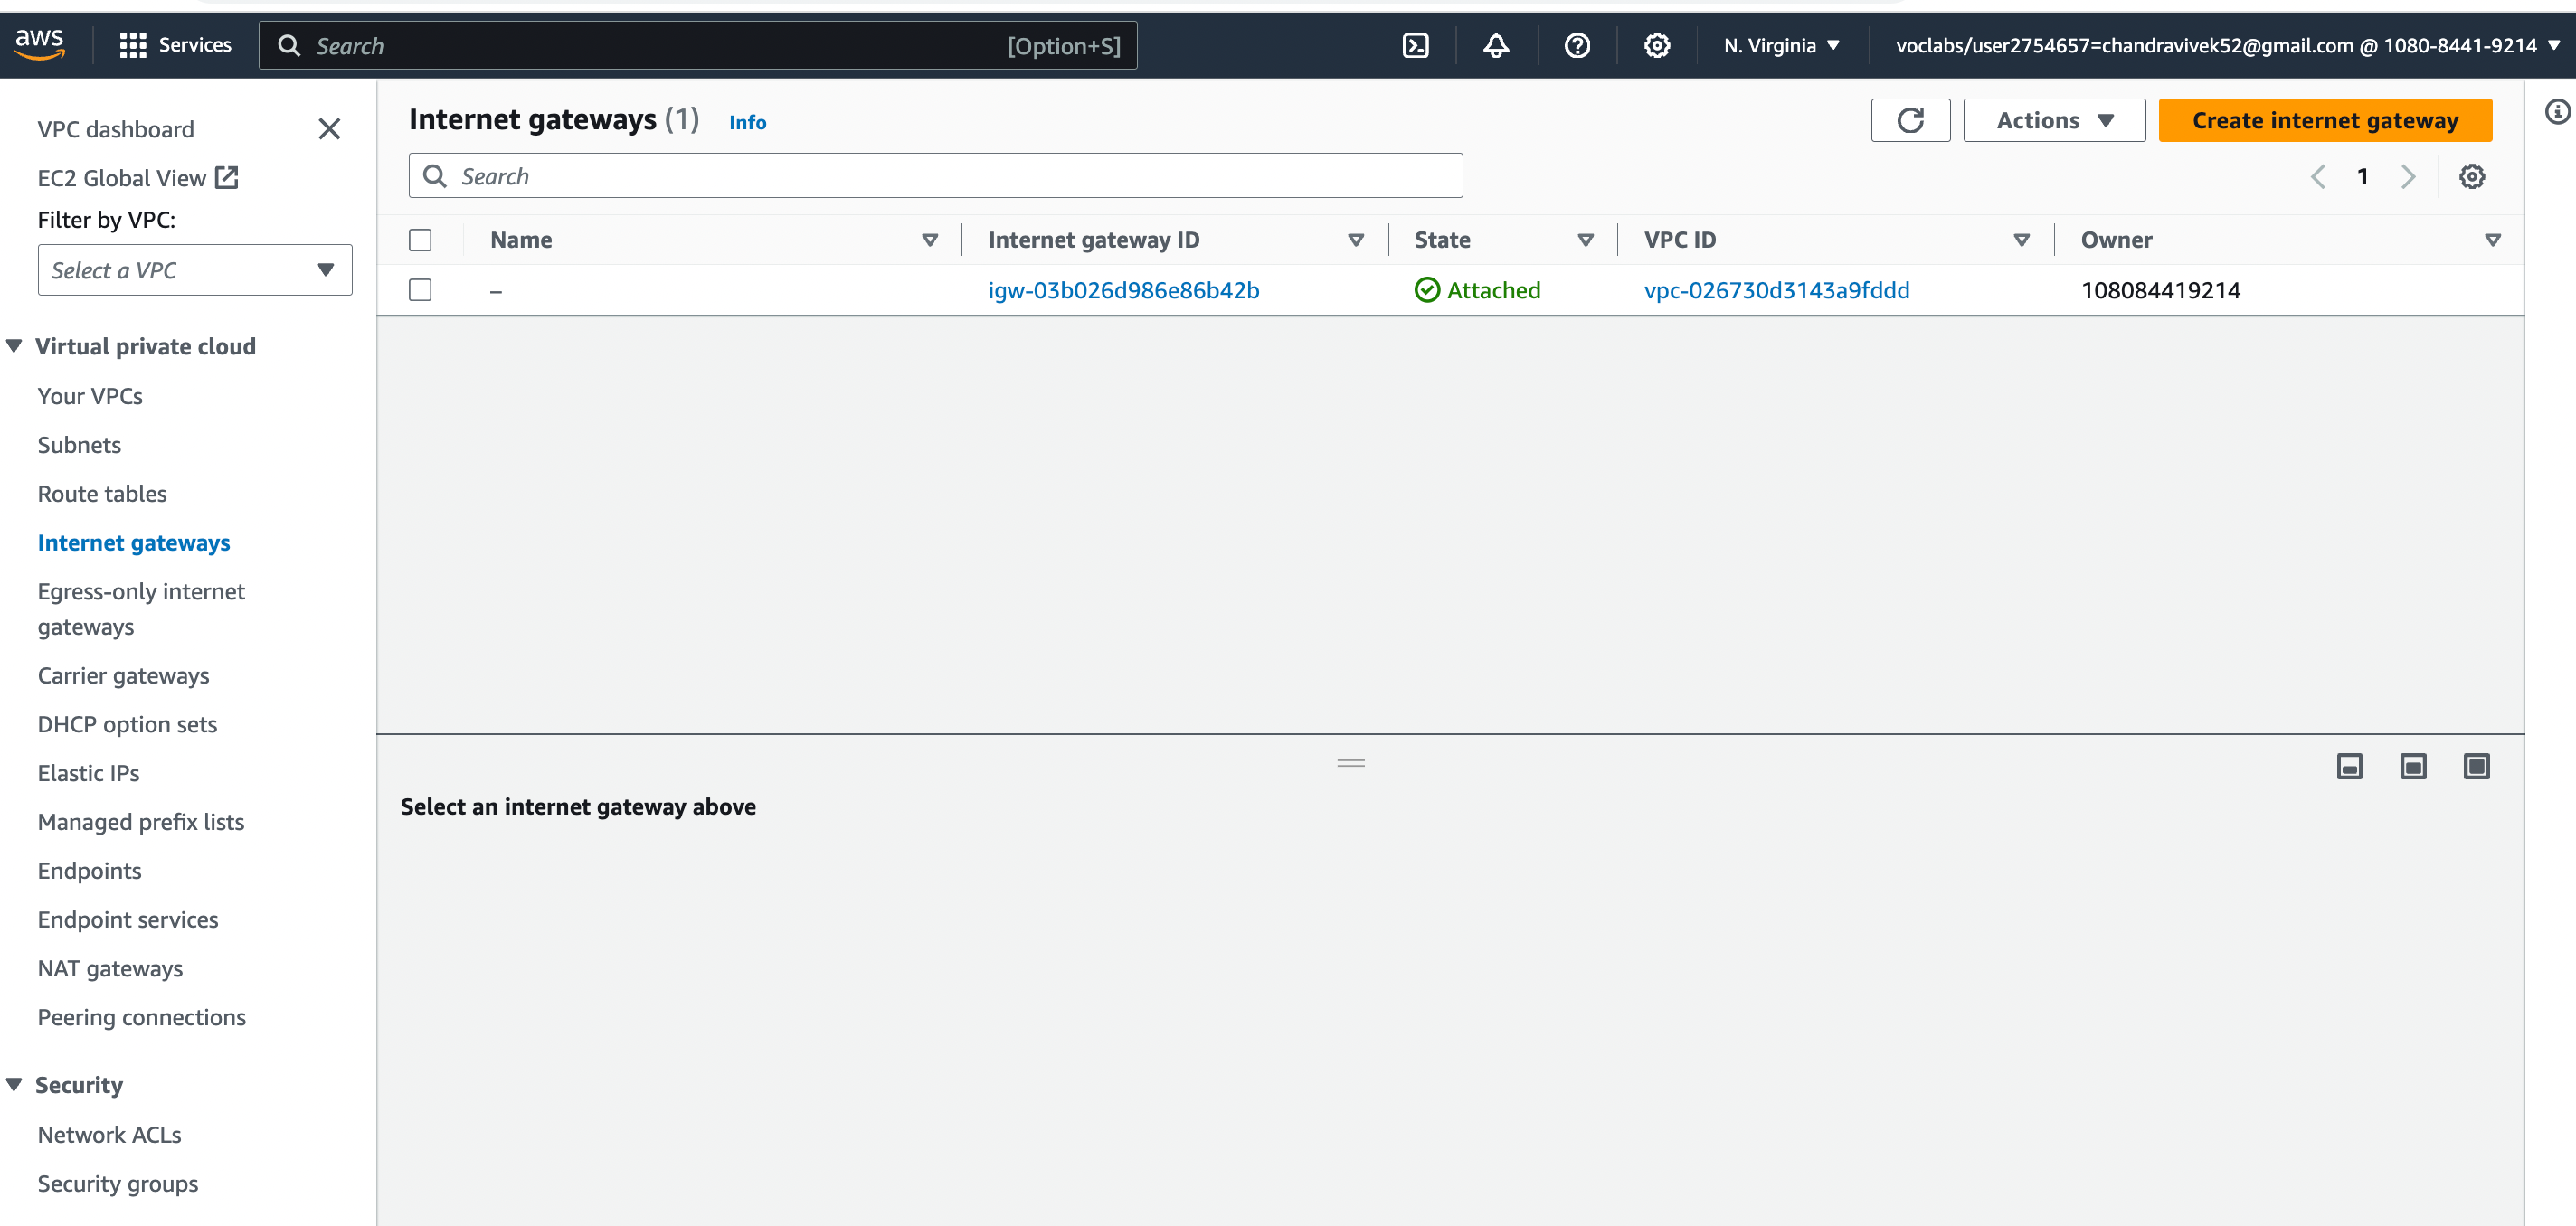 aws Services Search [Option+S] N. Virginia voclabs/user2754657=chandravivek52@gmail.com @ 1080-8441-9214
VPC dashboard
EC2 Global View
Filter by VPC:
Select a VPC
Virtual private cloud
Your VPCs
Subnets
Route tables
Internet gateways
Egress-only internet
gateways
Carrier gateways
DHCP option sets
Elastic IPs
Managed prefix lists
Endpoints
Endpoint services
NAT gateways
Peering connections
Security
Network ACLs
Security groups
Internet gateways (1) Info Actions Create internet gateway
Search 1
Name Internet gateway ID State VPC ID Owner
– igw-03b026d986e86b42b Attached vpc-026730d3143a9fddd 108084419214
Select an internet gateway above